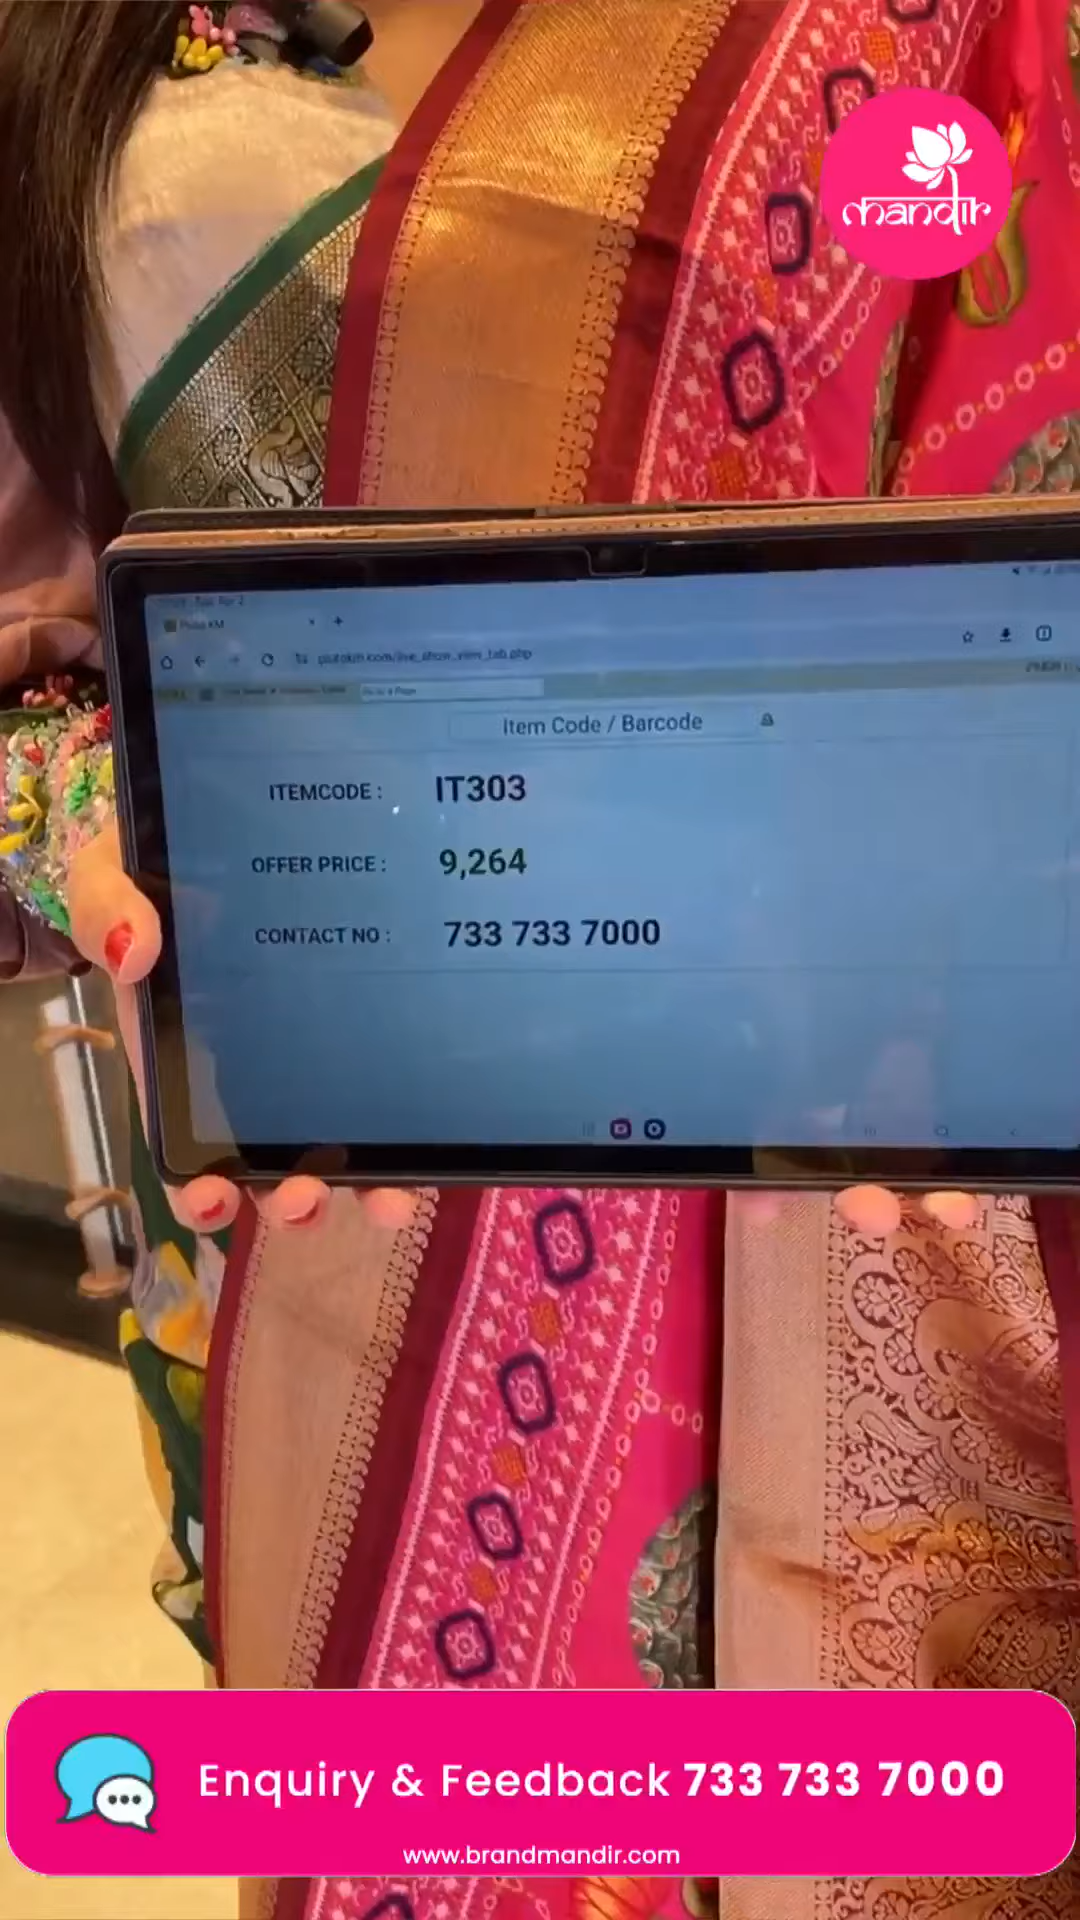 mandir
Item Code / Barcode
ITEMCODE :
IT303
OFFER PRICE :
9,264
CONTACT NO :
733 733 7000
Enquiry & Feedback 733 733 7000
www.brandmandir.com